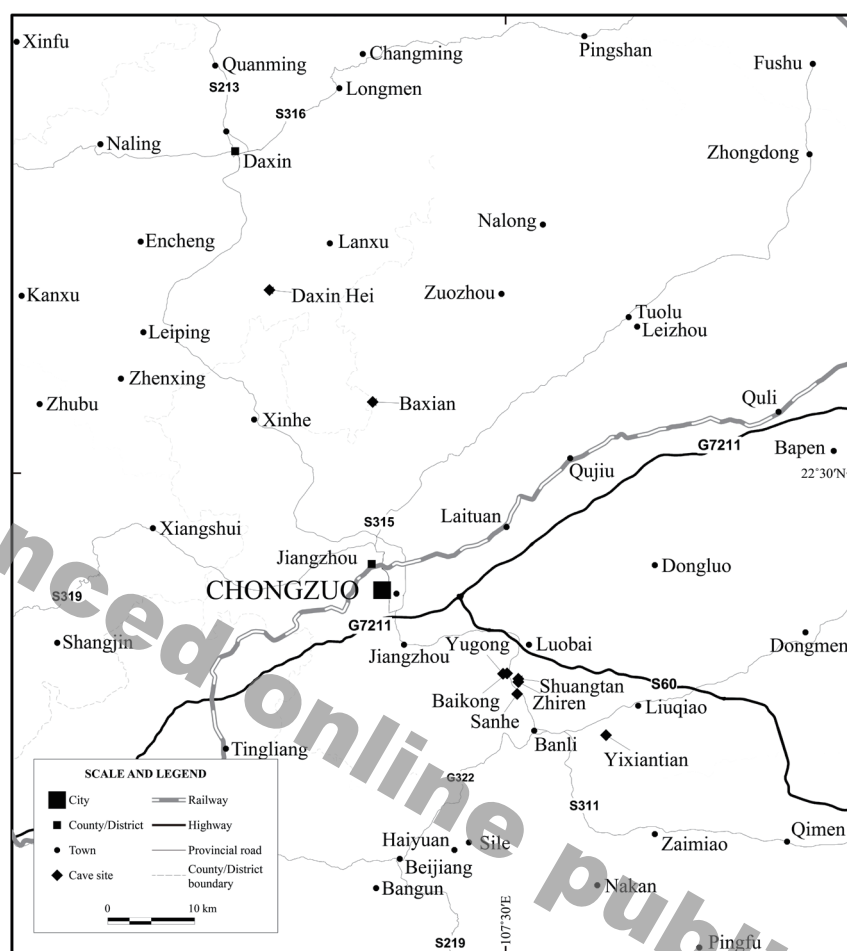 Xinfu
Changming
Pingshan
Quanming
Fushu
S213
Longmen
S316
Naling
Daxin
Zhongdong
Nalong
Encheng
Lanxu
Kanxu
Daxin Hei
Zuozhou
Tuolu
Leizhou
Leiping
Zhenxing
Zhubu
Baxian
Quli
Xinhe
G7211
Bapen
22°30'N
Qujiu
Xiangshui
S315
Laituan
Jiangzhou
Dongluo
CHONGZUO
S319
G7211
Shangjin
Jiangzhou
Yugong
Luobai
Dongmen
Baikong
Shuangtan
S60
Zhiren
Sanhe
Liuqiao
Banli
Tingliang
Yixiantian
SCALE AND LEGEND
City
Railway
County/District
Highway
Town
Provincial road
Cave site
County/District
boundary
0
10 km
G322
S311
Haiyuan
Sile
Zaimiao
Qimen
Beijiang
Bangun
Nakan
107°30'E
S219
Pingfu
nced online publ